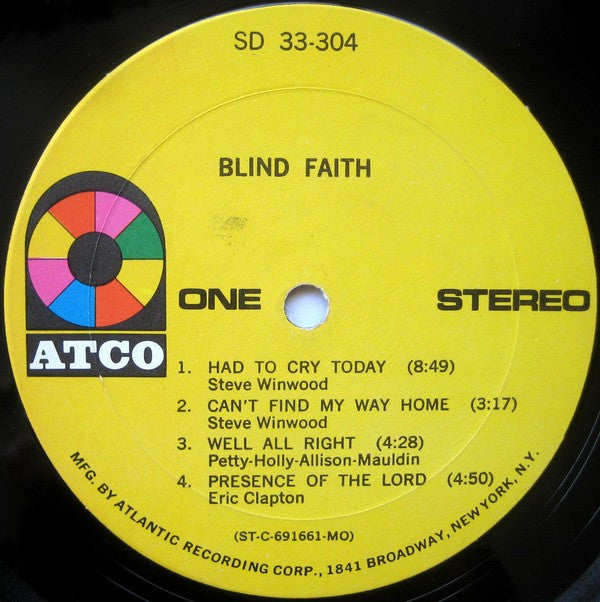 SD 33-304
BLIND FAITH
ONE
STEREO
ATCO
1. HAD TO CRY TODAY (8:49)
Steve Winwood
2. CAN'T FIND MY WAY HOME (3:17)
Steve Winwood
3. WELL ALL RIGHT (4:28)
Petty-Holly-Allison-Mauldin
4. PRESENCE OF THE LORD (4:50)
Eric Clapton
(ST-C-691661-MO)
MFG. BY ATLANTIC RECORDING CORP., 1841 BROADWAY, NEW YORK, N.Y.